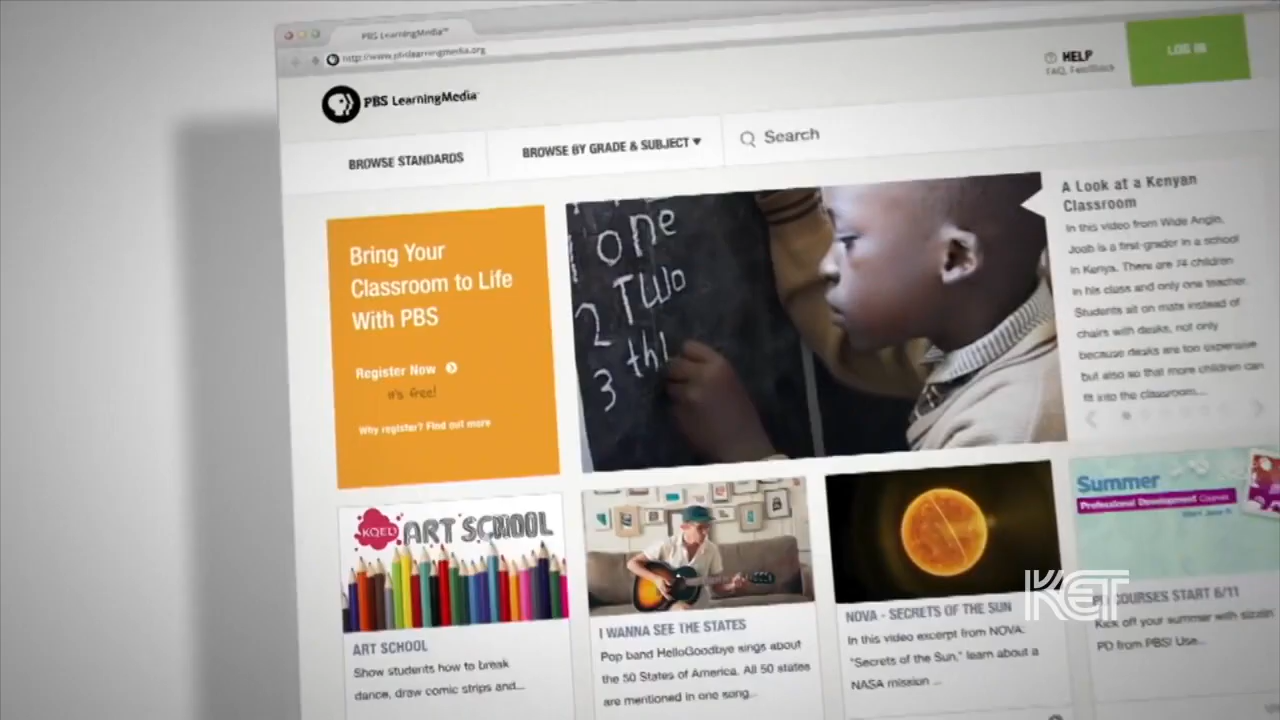 PBS LearningMedia™
http://www.pbslearningmedia.org
PBS LearningMedia™
HELP
FAQ, Feedback
LOG IN
BROWSE STANDARDS
BROWSE BY GRADE & SUBJECT
Search
Bring Your
Classroom to Life
With PBS
Register Now
it's free!
Why register? Find out more
one
2 Two
3 th
A Look at a Kenyan
Classroom
In this video from Wide Angle,
Joab is a first-grader in a school
in Kenya. There are 74 children
in his class and only one teacher.
Students sit on mats instead of
chairs with desks, not only
because desks are too expensive
but also so that more children can
fit into the classroom...
KQED ART SCHOOL
ART SCHOOL
Show students how to break
dance, draw comic strips and...
I WANNA SEE THE STATES
Pop band HelloGoodbye sings about
the 50 States of America. All 50 states
are mentioned in one song...
NOVA - SECRETS OF THE SUN
In this video excerpt from NOVA:
"Secrets of the Sun," learn about a
NASA mission ...
Summer
Professional Development Courses
Start June 11
PD COURSES START 6/11
Kick off your summer with
PD from PBS! Use...
KET